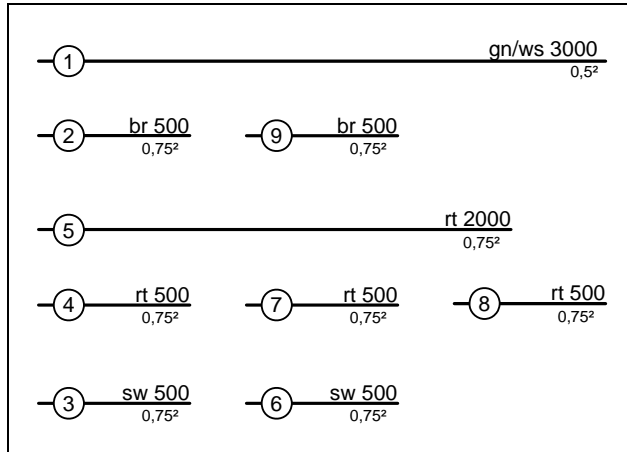 1 gn/ws 3000
0,5²
2 br 500 9 br 500
0,75² 0,75²
5 rt 2000
0,75²
4 rt 500 7 rt 500 8 rt 500
0,75² 0,75² 0,75²
3 sw 500 6 sw 500
0,75² 0,75²